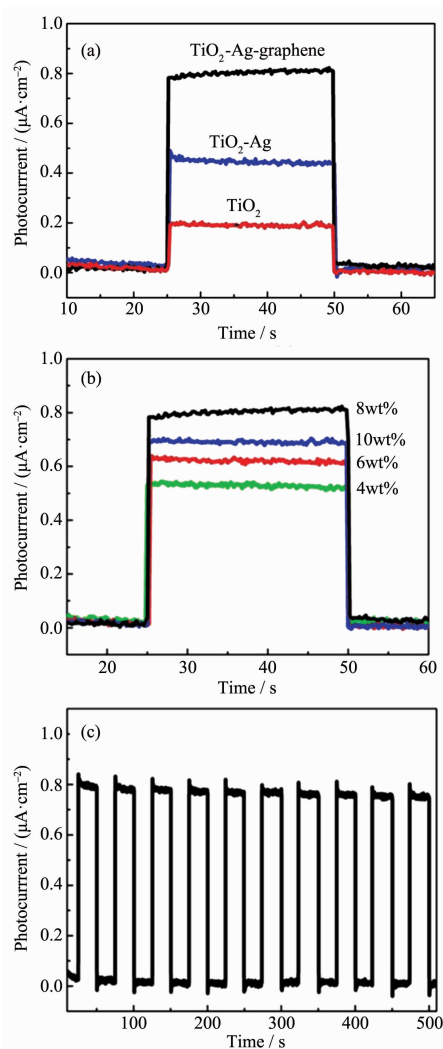 (a)
TiO₂-Ag-graphene
TiO₂-Ag
TiO₂
Photocurrrent / (μA·cm⁻²)
1.0
0.8
0.6
0.4
0.2
0.0
10 20 30 40 50 60
Time / s
(b)
8wt%
10wt%
6wt%
4wt%
Photocurrrent / (μA·cm⁻²)
1.0
0.8
0.6
0.4
0.2
0.0
20 30 40 50 60
Time / s
(c)
Photocurrrent / (μA·cm⁻²)
1.0
0.8
0.6
0.4
0.2
0.0
100 200 300 400 500
Time / s